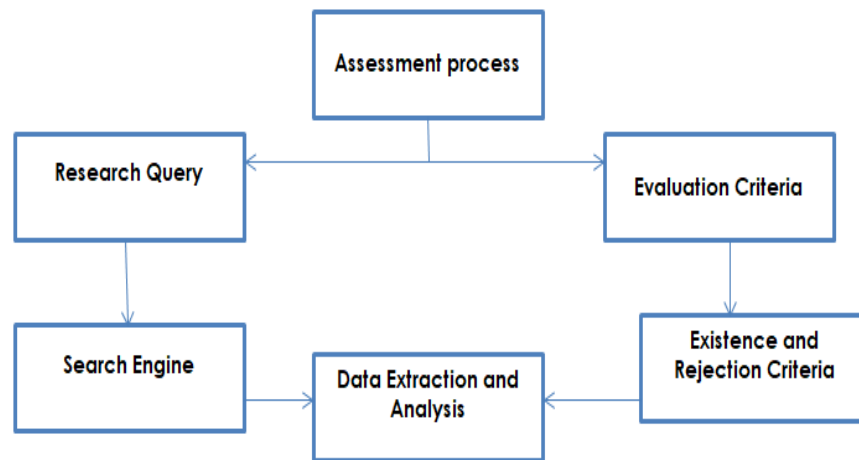 Assessment process
Research Query
Evaluation Criteria
Search Engine
Data Extraction and
Analysis
Existence and
Rejection Criteria